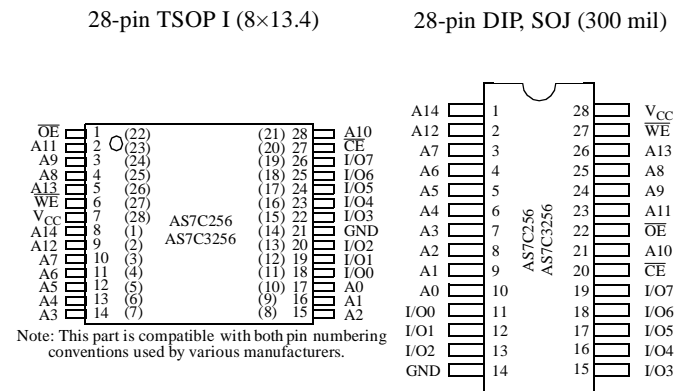 28-pin TSOP I (8×13.4)
28-pin DIP, SOJ (300 mil)
OE 1 (22) (21) 28 A10
A11 2 (23) (20) 27 CE
A9 3 (24) (19) 26 I/O7
A8 4 (25) (18) 25 I/O6
A13 5 (26) (17) 24 I/O5
WE 6 (27) (16) 23 I/O4
VCC 7 (28) (15) 22 I/O3
A14 8 (1) (14) 21 GND
A12 9 (2) (13) 20 I/O2
A7 10 (3) (12) 19 I/O1
A6 11 (4) (11) 18 I/O0
A5 12 (5) (10) 17 A0
A4 13 (6) (9) 16 A1
A3 14 (7) (8) 15 A2
AS7C256
AS7C3256
Note: This part is compatible with both pin numbering
conventions used by various manufacturers.
A14 1 28 VCC
A12 2 27 WE
A7 3 26 A13
A6 4 25 A8
A5 5 24 A9
A4 6 23 A11
A3 7 22 OE
A2 8 21 A10
A1 9 20 CE
A0 10 19 I/O7
I/O0 11 18 I/O6
I/O1 12 17 I/O5
I/O2 13 16 I/O4
GND 14 15 I/O3
AS7C256
AS7C3256